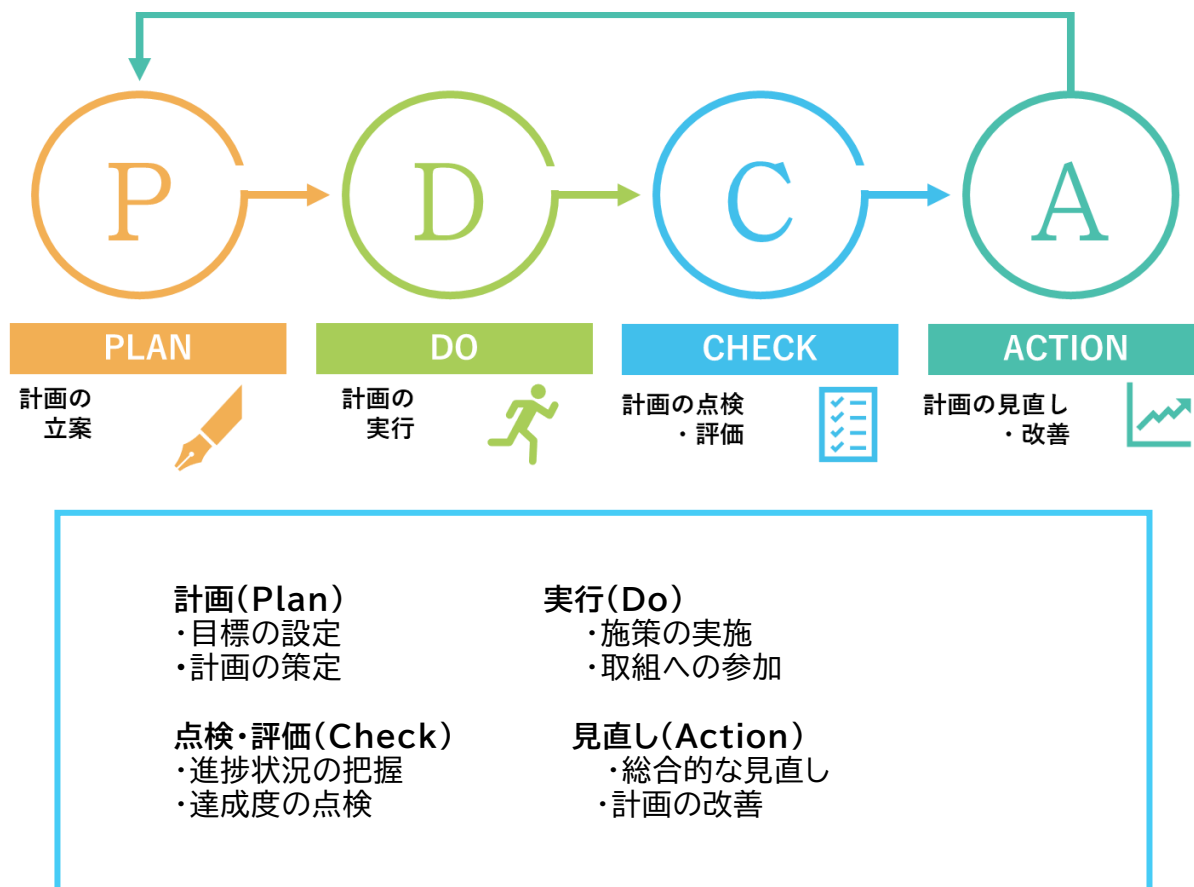 P
D
C
A
PLAN
DO
CHECK
ACTION
計画の
立案
計画の
実行
計画の点検
・評価
計画の見直し
・改善
計画(Plan)
・目標の設定
・計画の策定
実行(Do)
・施策の実施
・取組への参加
点検・評価(Check)
・進捗状況の把握
・達成度の点検
見直し(Action)
・総合的な見直し
・計画の改善